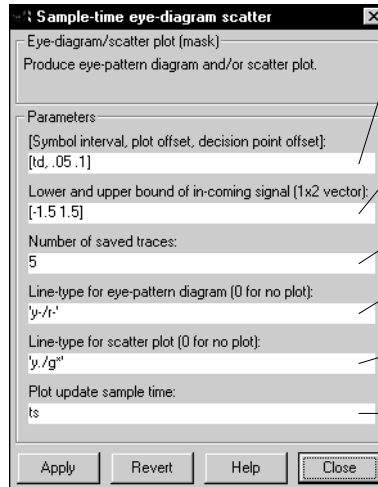 Sample-time eye-diagram scatter
Eye-diagram/scatter plot (mask)
Produce eye-pattern diagram and/or scatter plot.
Parameters
[Symbol interval, plot offset, decision point offset]:
[td, .05 .1]
Lower and upper bound of in-coming signal (1x2 vector):
[-1.5 1.5]
Number of saved traces:
5
Line-type for eye-pattern diagram (0 for no plot):
'y-/r-'
Line-type for scatter plot (0 for no plot):
'y./g*'
Plot update sample time:
ts
Apply Revert Help Close